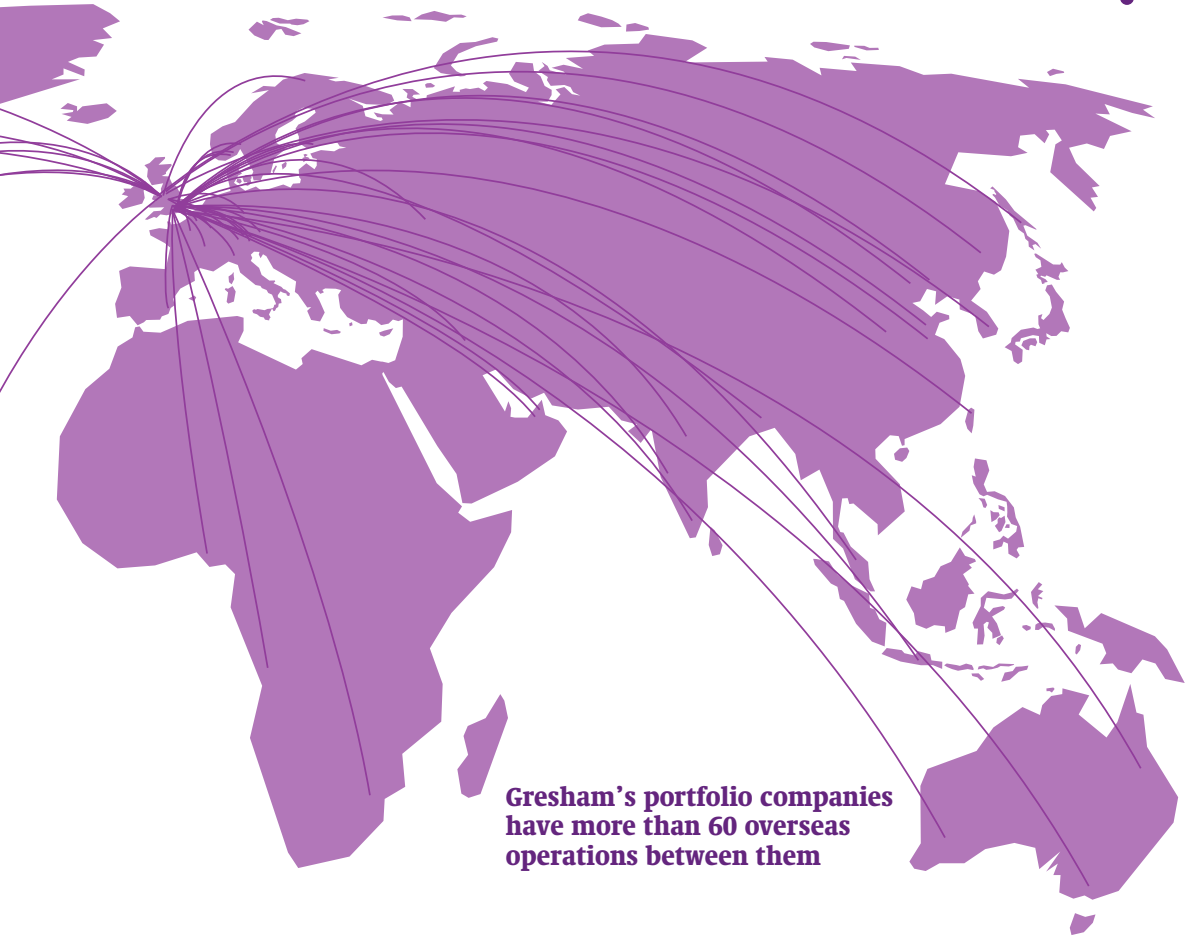 Gresham’s portfolio companies
have more than 60 overseas
operations between them